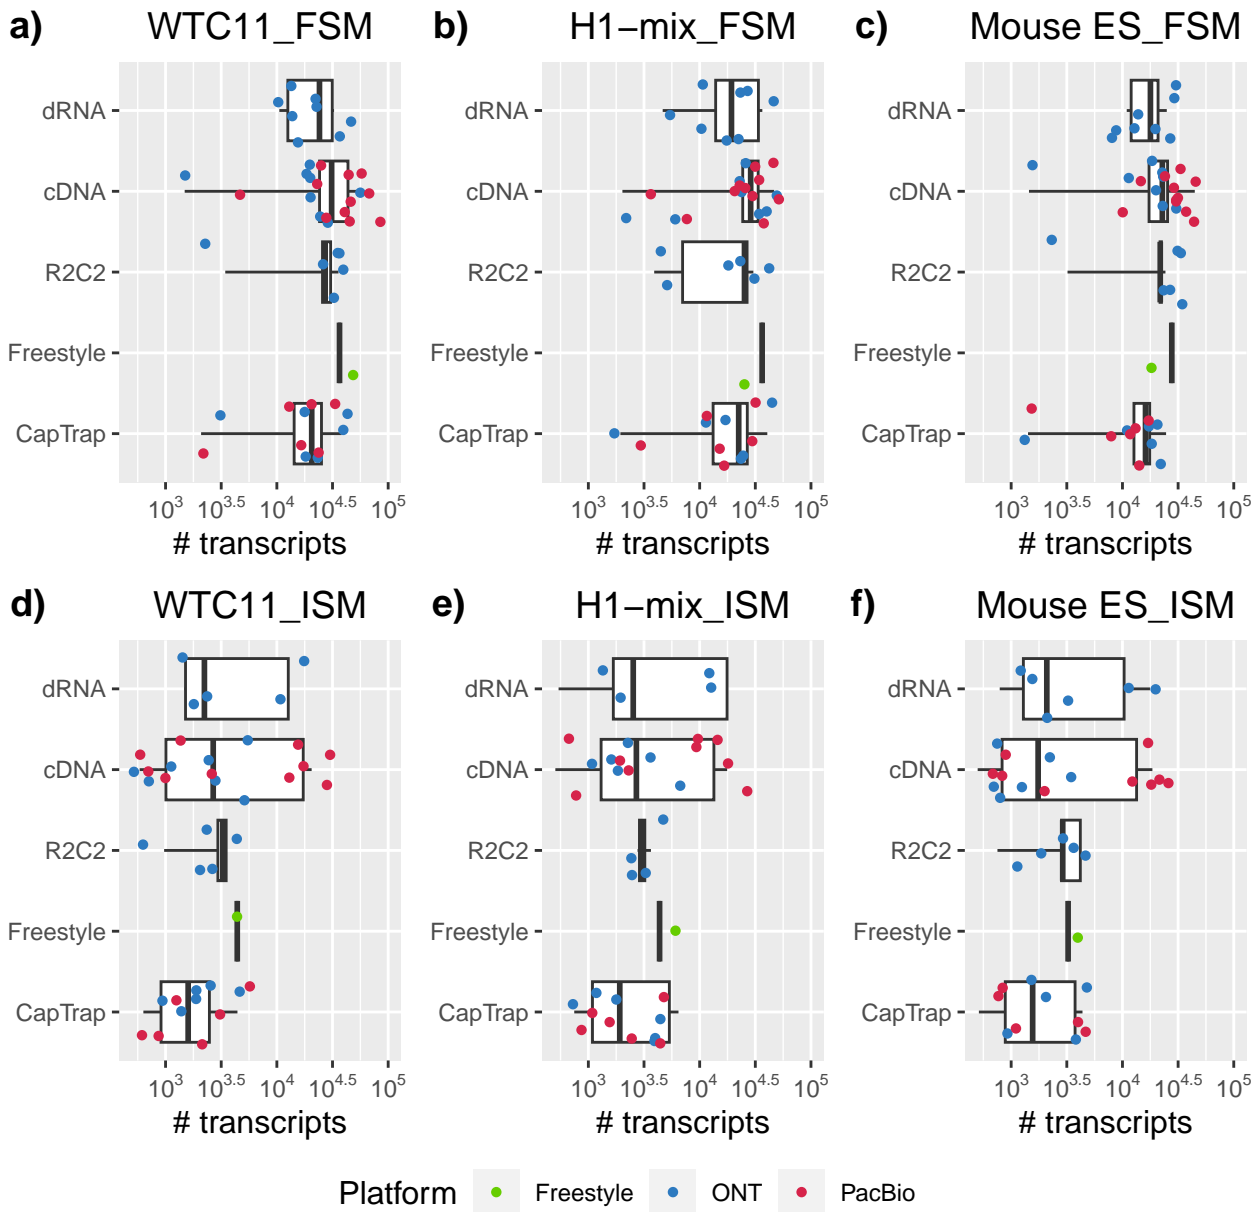 a) WTC11_FSM
b) H1−mix_FSM
c) Mouse ES_FSM
dRNA
cDNA
R2C2
Freestyle
CapTrap
10^3 10^3.5 10^4 10^4.5 10^5
# transcripts
dRNA
cDNA
R2C2
Freestyle
CapTrap
10^3 10^3.5 10^4 10^4.5 10^5
# transcripts
dRNA
cDNA
R2C2
Freestyle
CapTrap
10^3 10^3.5 10^4 10^4.5 10^5
# transcripts
d) WTC11_ISM
e) H1−mix_ISM
f) Mouse ES_ISM
dRNA
cDNA
R2C2
Freestyle
CapTrap
10^3 10^3.5 10^4 10^4.5 10^5
# transcripts
dRNA
cDNA
R2C2
Freestyle
CapTrap
10^3 10^3.5 10^4 10^4.5 10^5
# transcripts
dRNA
cDNA
R2C2
Freestyle
CapTrap
10^3 10^3.5 10^4 10^4.5 10^5
# transcripts
Platform Freestyle ONT PacBio